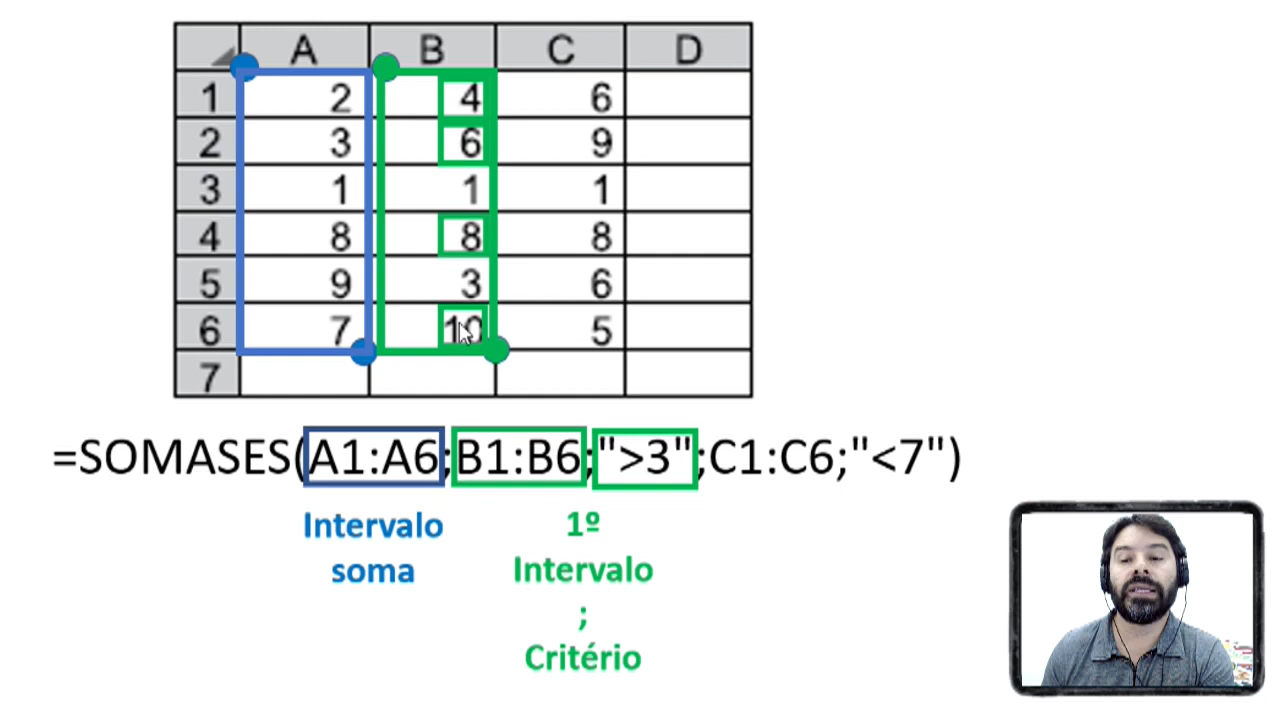 A B C D
1 2 4 6
2 3 6 9
3 1 1 1
4 8 8 8
5 9 3 6
6 7 10 5
7
=SOMASES(A1:A6;B1:B6;">3";C1:C6;"<7")
Intervalo
soma
1º
Intervalo
;
Critério